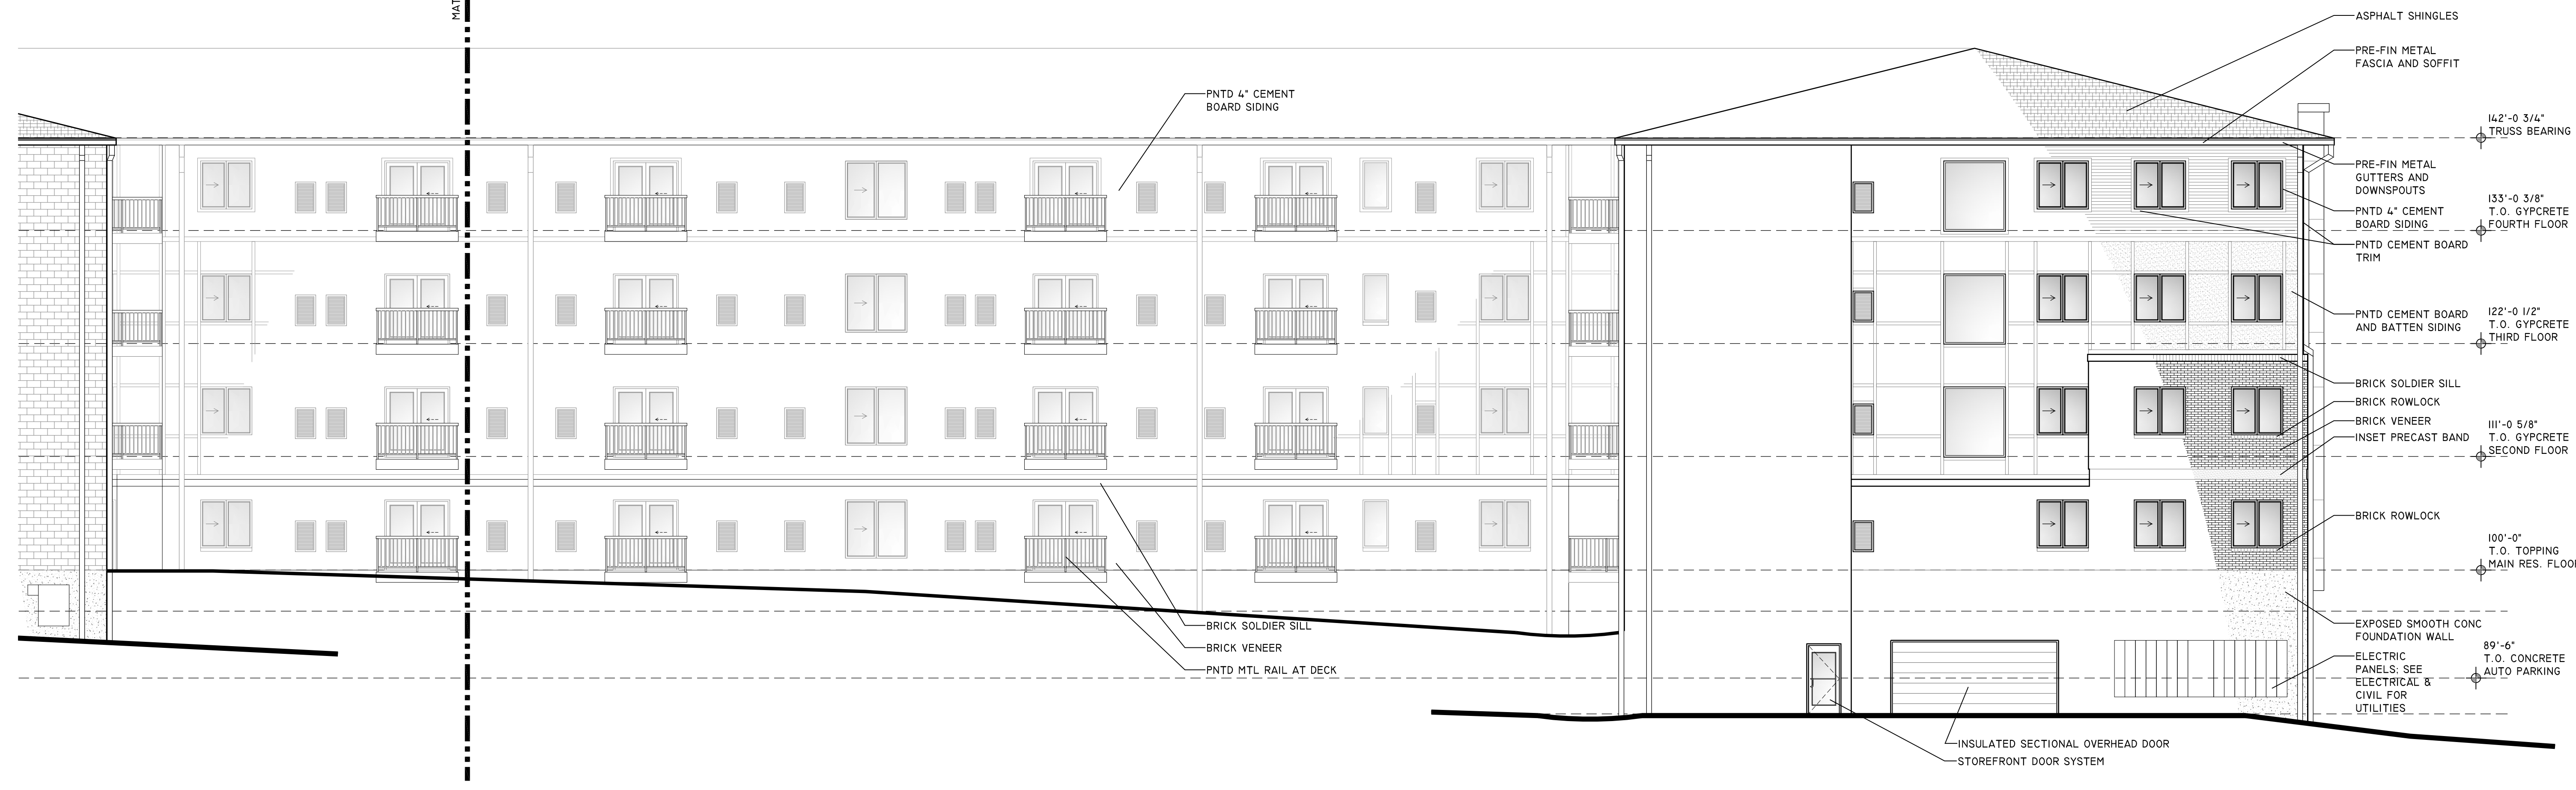 MAT
ASPHALT SHINGLES
PRE-FIN METAL
FASCIA AND SOFFIT
PNTD 4" CEMENT
BOARD SIDING
142'-0 3/4"
TRUSS BEARING
PRE-FIN METAL
GUTTERS AND
DOWNSPOUTS
133'-0 3/8"
T.O. GYPCRETE
FOURTH FLOOR
PNTD 4" CEMENT
BOARD SIDING
PNTD CEMENT BOARD
TRIM
122'-0 1/2"
T.O. GYPCRETE
THIRD FLOOR
PNTD CEMENT BOARD
AND BATTEN SIDING
BRICK SOLDIER SILL
BRICK ROWLOCK
BRICK VENEER
INSET PRECAST BAND
111'-0 5/8"
T.O. GYPCRETE
SECOND FLOOR
BRICK ROWLOCK
100'-0"
T.O. TOPPING
MAIN RES. FLOO
BRICK SOLDIER SILL
BRICK VENEER
PNTD MTL RAIL AT DECK
EXPOSED SMOOTH CONC
FOUNDATION WALL
89'-6"
T.O. CONCRETE
AUTO PARKING
ELECTRIC
PANELS; SEE
ELECTRICAL &
CIVIL FOR
UTILITIES
INSULATED SECTIONAL OVERHEAD DOOR
STOREFRONT DOOR SYSTEM